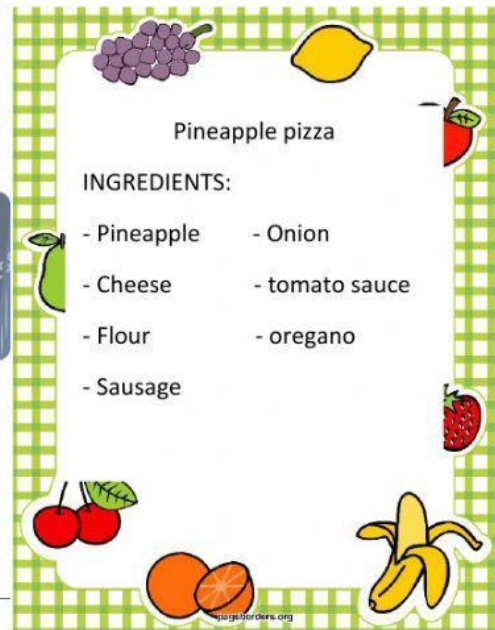 Pineapple pizza
INGREDIENTS:
- Pineapple
- Onion
- Cheese
- tomato sauce
- Flour
- oregano
- Sausage
pageborders.org